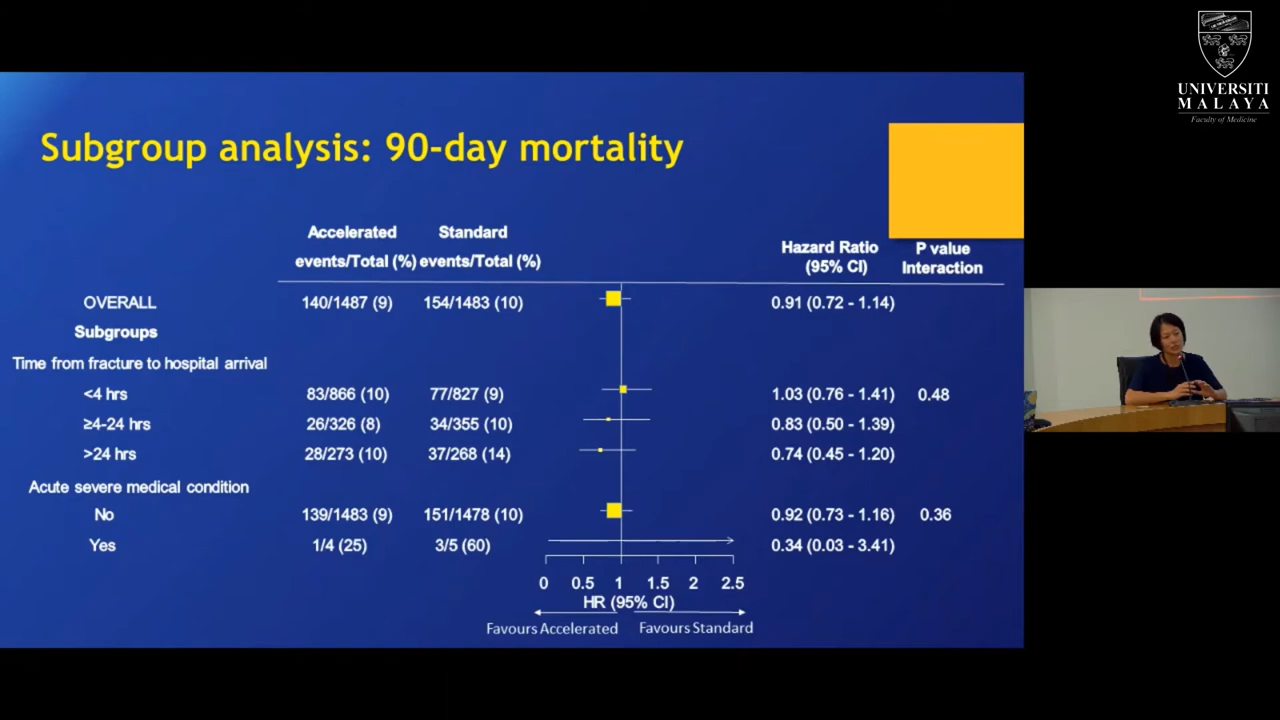 UNIVERSITI
MALAYA
Faculty of Medicine
Subgroup analysis: 90-day mortality
Accelerated Standard
events/Total (%) events/Total (%)
Hazard Ratio
(95% CI)
P value
Interaction
OVERALL 140/1487 (9) 154/1483 (10) 0.91 (0.72 - 1.14)
Subgroups
Time from fracture to hospital arrival
<4 hrs 83/866 (10) 77/827 (9) 1.03 (0.76 - 1.41) 0.48
≥4-24 hrs 26/326 (8) 34/355 (10) 0.83 (0.50 - 1.39)
>24 hrs 28/273 (10) 37/268 (14) 0.74 (0.45 - 1.20)
Acute severe medical condition
No 139/1483 (9) 151/1478 (10) 0.92 (0.73 - 1.16) 0.36
Yes 1/4 (25) 3/5 (60) 0.34 (0.03 - 3.41)
0 0.5 1 1.5 2 2.5
HR (95% CI)
Favours Accelerated Favours Standard